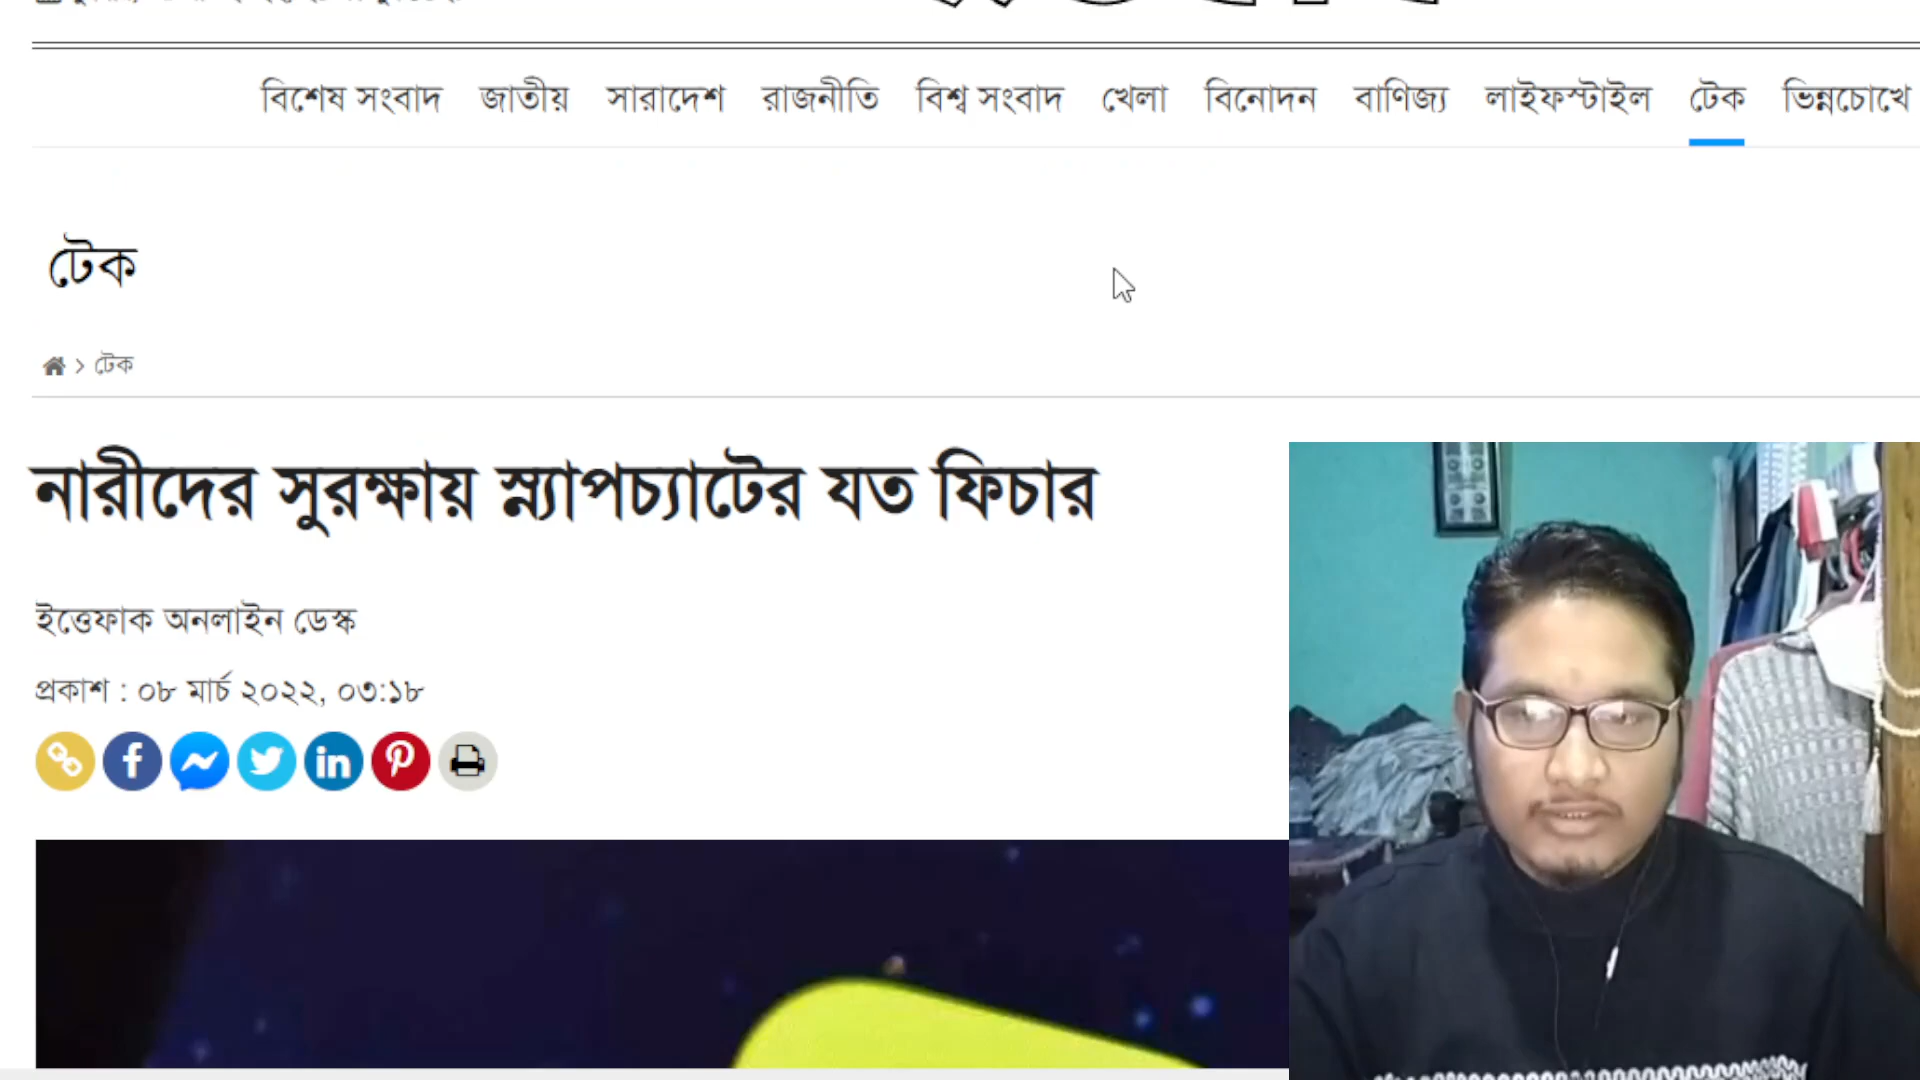 বিশেষ সংবাদ জাতীয় সারাদেশ রাজনীতি বিশ্ব সংবাদ খেলা বিনোদন বাণিজ্য লাইফস্টাইল টেক ভিন্নচোখে
টেক
> টেক
নারীদের সুরক্ষায় স্ন্যাপচ্যাটের যত ফিচার
ইত্তেফাক অনলাইন ডেস্ক
প্রকাশ : ০৮ মার্চ ২০২২, ০৩:১৮